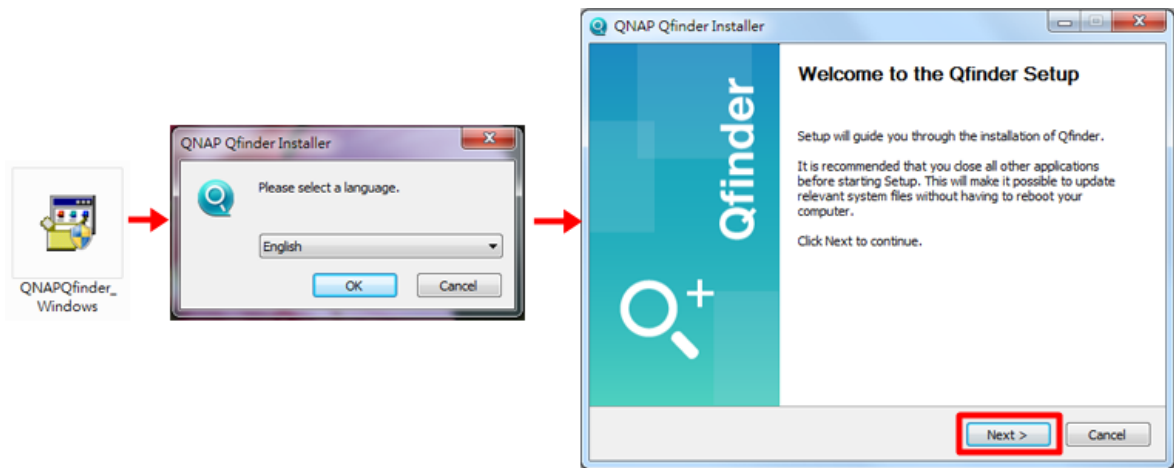 QNAPQfinder_
Windows
QNAP Qfinder Installer
Please select a language.
English
OK
Cancel
QNAP Qfinder Installer
Qfinder
Welcome to the Qfinder Setup
Setup will guide you through the installation of Qfinder.
It is recommended that you close all other applications
before starting Setup. This will make it possible to update
relevant system files without having to reboot your
computer.
Click Next to continue.
Next >
Cancel